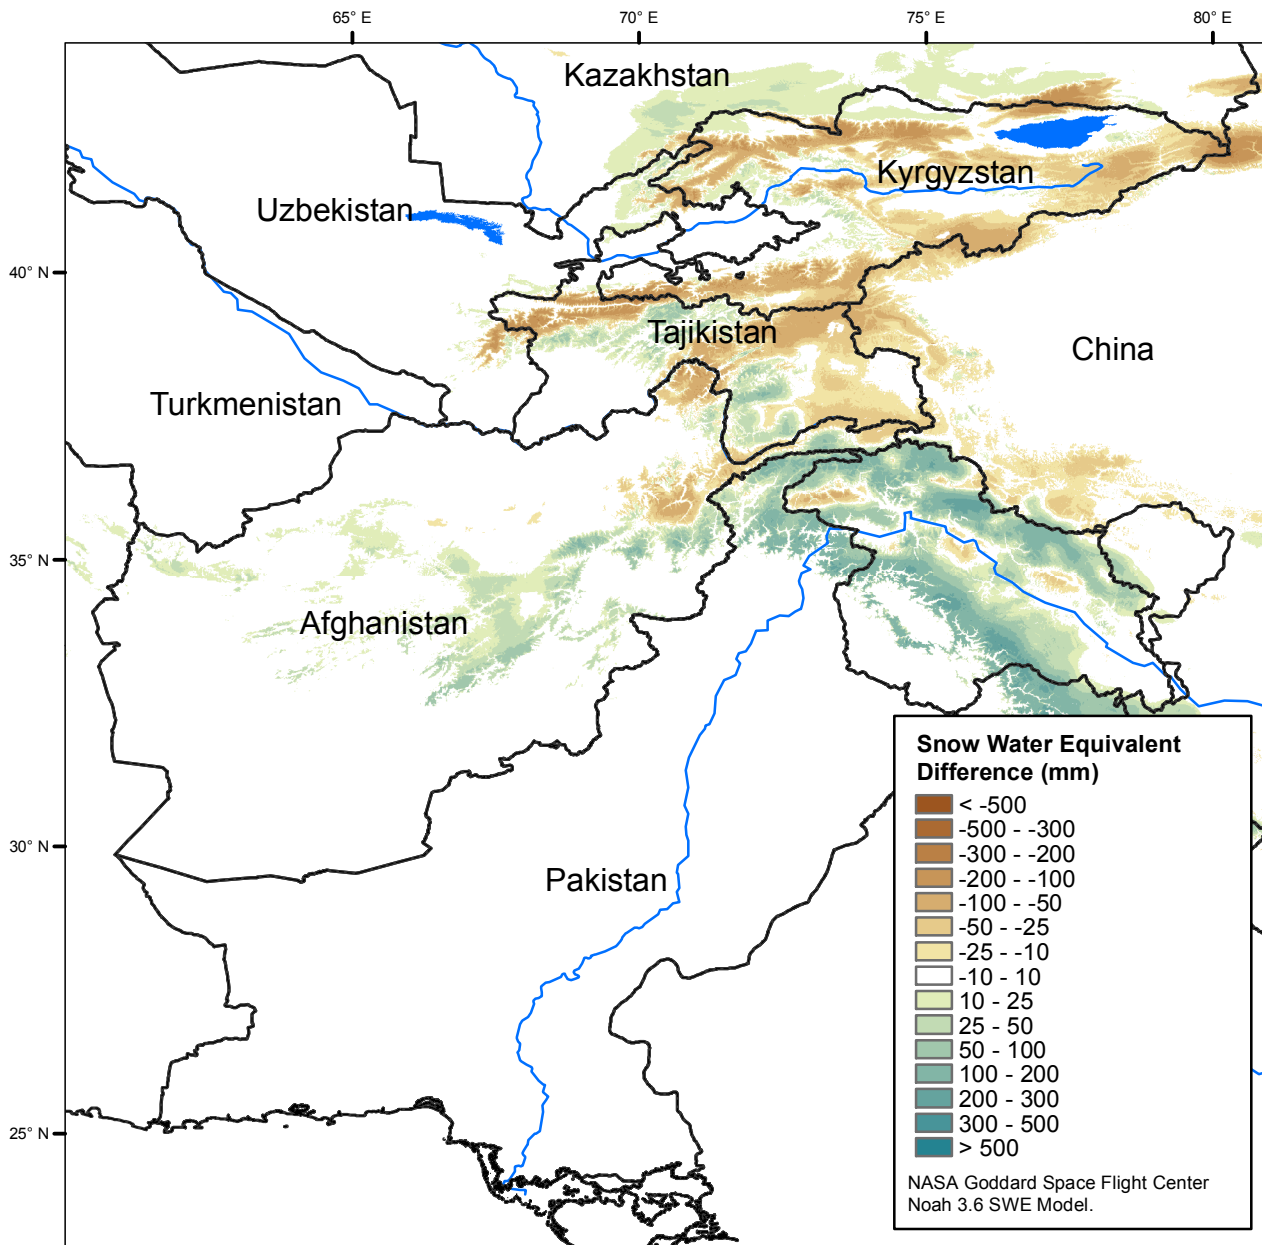 65° E
70° E
75° E
80° E
Kazakhstan
Kyrgyzstan
Uzbekistan
40° N
Tajikistan
China
Turkmenistan
35° N
Afghanistan
Snow Water Equivalent
Difference (mm)
< -500
-500 - -300
-300 - -200
-200 - -100
-100 - -50
-50 - -25
-25 - -10
-10 - 10
10 - 25
25 - 50
50 - 100
100 - 200
200 - 300
300 - 500
> 500
30° N
Pakistan
25° N
NASA Goddard Space Flight Center
Noah 3.6 SWE Model.